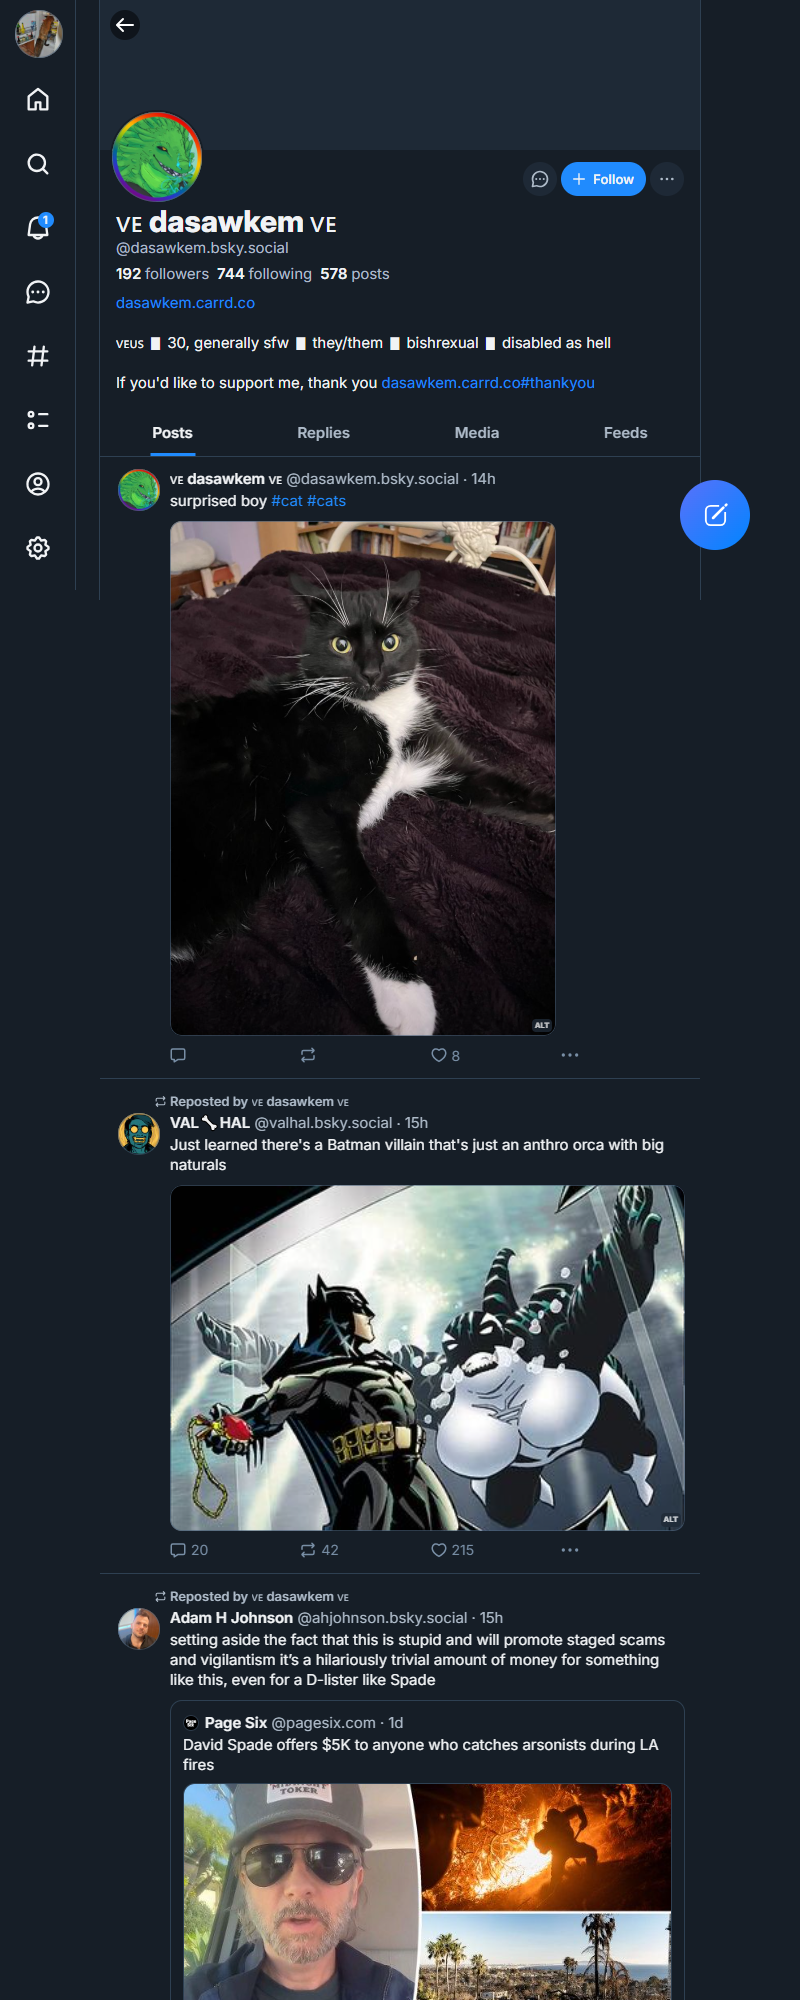 1
Follow
VE dasawkem VE
@dasawkem.bsky.social
192 followers 744 following 578 posts
dasawkem.carrd.co
VEUS 30, generally sfw they/them bishrexual disabled as hell
If you'd like to support me, thank you dasawkem.carrd.co#thankyou
Posts Replies Media Feeds
VE dasawkem VE @dasawkem.bsky.social · 14h
surprised boy #cat #cats
ALT
8
Reposted by VE dasawkem VE
VAL HAL @valhal.bsky.social · 15h
Just learned there's a Batman villain that's just an anthro orca with big
naturals
ALT
20 42 215
Reposted by VE dasawkem VE
Adam H Johnson @ahjohnson.bsky.social · 15h
setting aside the fact that this is stupid and will promote staged scams
and vigilantism it’s a hilariously trivial amount of money for something
like this, even for a D-lister like Spade
Page Six @pagesix.com · 1d
David Spade offers $5K to anyone who catches arsonists during LA
fires
MIDNIGHT
TOKER